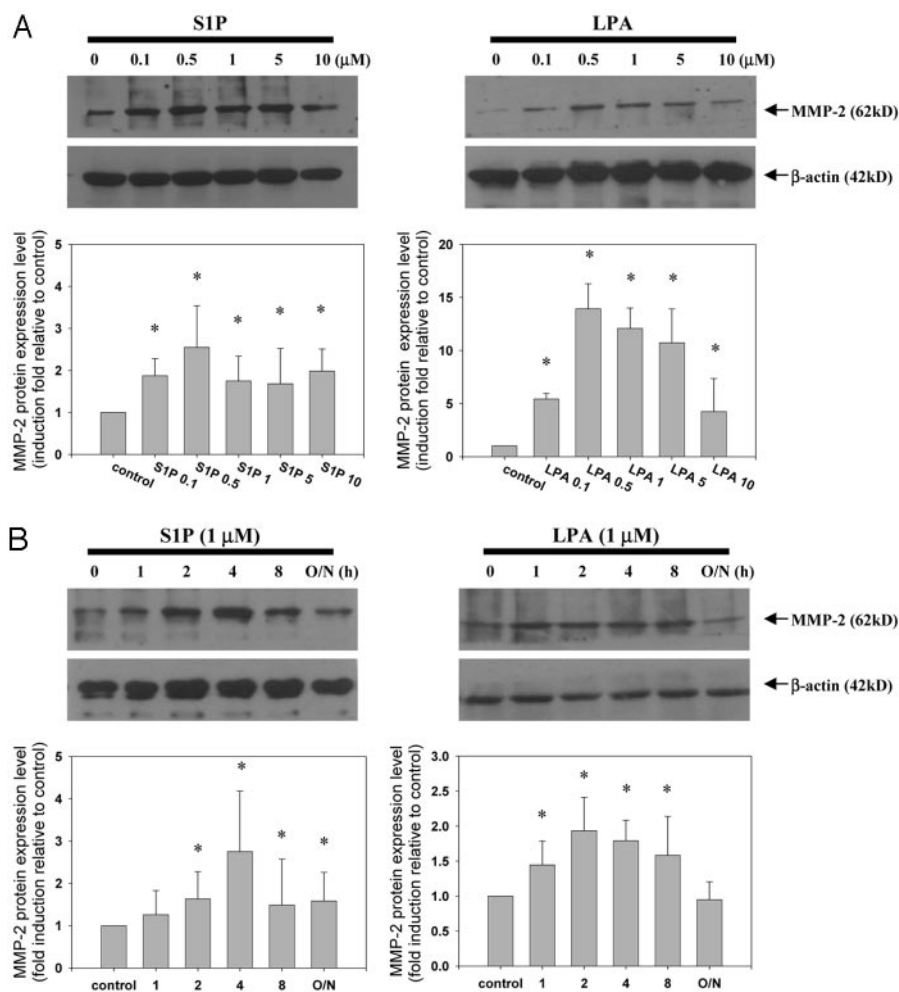 A
S1P
LPA
0 0.1 0.5 1 5 10 (μM)
0 0.1 0.5 1 5 10 (μM)
MMP-2 (62kD)
β-actin (42kD)
MMP-2 protein expressison level
(induction fold relative to control)
5
4
3
2
1
0
* * * * *
control S1P 0.1 S1P 0.5 S1P 1 S1P 5 S1P 10
MMP-2 protein expression level
(induction fold relative to control)
20
15
10
5
0
* * * * *
control LPA 0.1 LPA 0.5 LPA 1 LPA 5 LPA 10
B
S1P (1 μM)
LPA (1 μM)
0 1 2 4 8 O/N (h)
0 1 2 4 8 O/N (h)
MMP-2 (62kD)
β-actin (42kD)
MMP-2 protein expression level
(fold induction relative to control)
5
4
3
2
1
0
* * * *
control 1 2 4 8 O/N
MMP-2 protein expression level
(fold induction relative to control)
3.0
2.5
2.0
1.5
1.0
0.5
0.0
* * * *
control 1 2 4 8 O/N